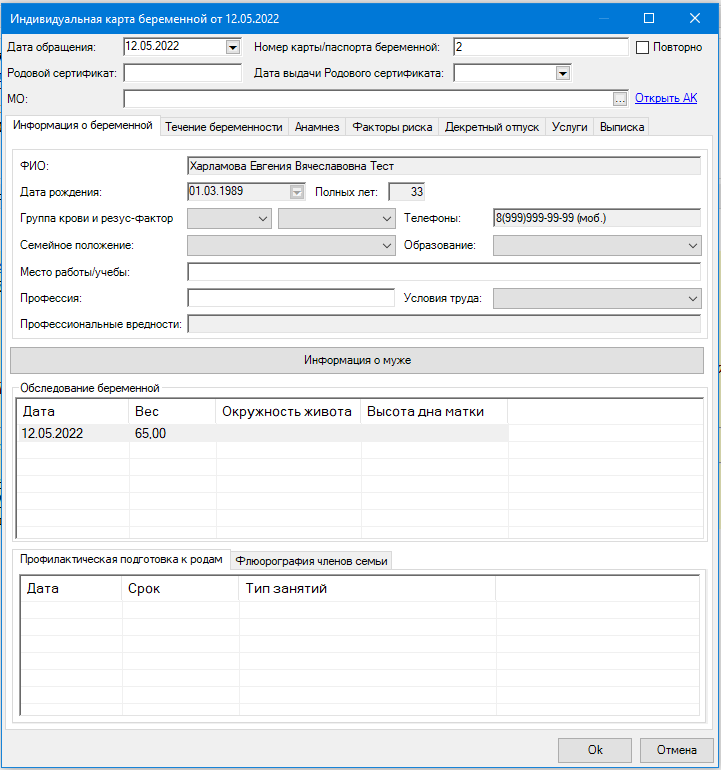 Индивидуальная карта беременной от 12.05.2022
Дата обращения: 12.05.2022 Номер карты/паспорта беременной: 2 Повторно
Родовой сертификат: Дата выдачи Родового сертификата:
МО: ... Открыть АК
Информация о беременной Течение беременности Анамнез Факторы риска Декретный отпуск Услуги Выписка
ФИО: Харламова Евгения Вячеславовна Тест
Дата рождения: 01.03.1989 Полных лет: 33
Группа крови и резус-фактор Телефоны: 8(999)999-99-99 (моб.)
Семейное положение: Образование:
Место работы/учебы:
Профессия: Условия труда:
Профессиональные вредности:
Информация о муже
Обследование беременной
Дата Вес Окружность живота Высота дна матки
12.05.2022 65,00
Профилактическая подготовка к родам Флюорография членов семьи
Дата Срок Тип занятий
Ok Отмена